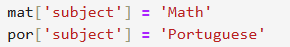 mat['subject'] = 'Math'
por['subject'] = 'Portuguese'